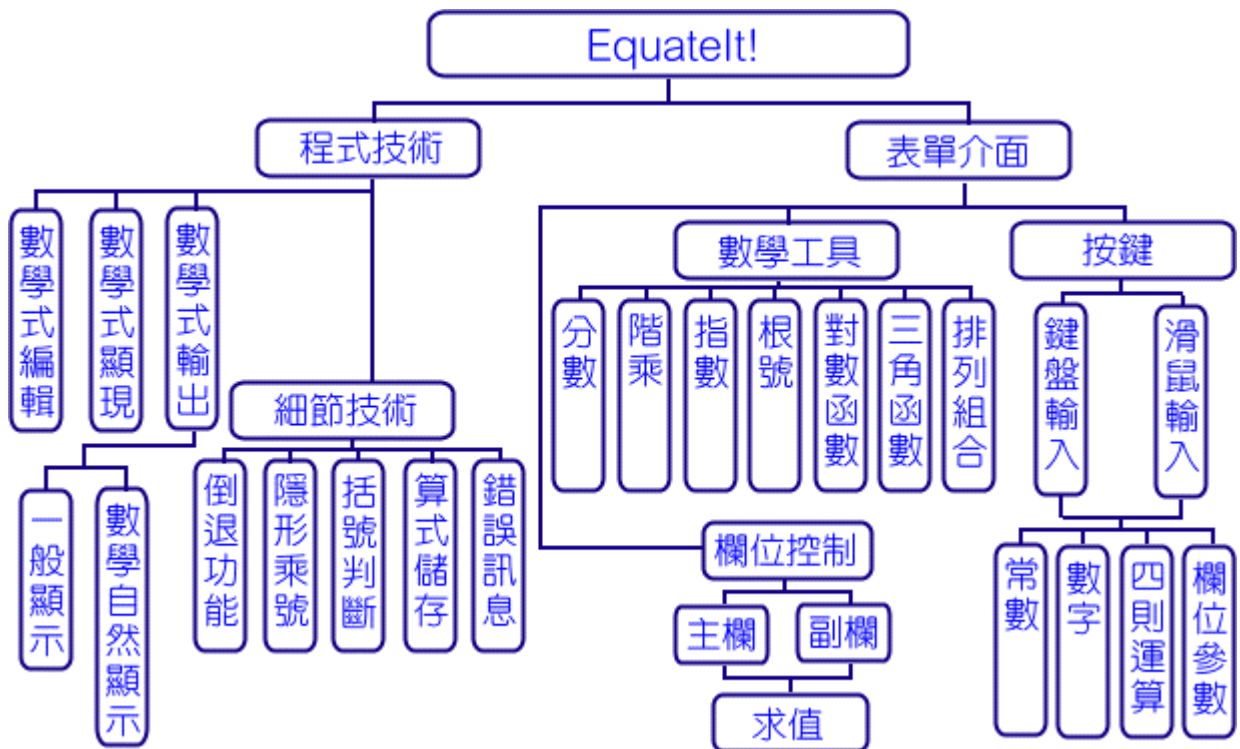 EquateIt!
程式技術
表單介面
數學式編輯
數學式顯現
數學式輸出
數學工具
按鍵
分數
階乘
指數
根號
對數函數
三角函數
排列組合
鍵盤輸入
滑鼠輸入
細節技術
一般顯示
數學自然顯示
倒退功能
隱形乘號
括號判斷
算式儲存
錯誤訊息
欄位控制
主欄
副欄
求值
常數
數字
四則運算
欄位參數